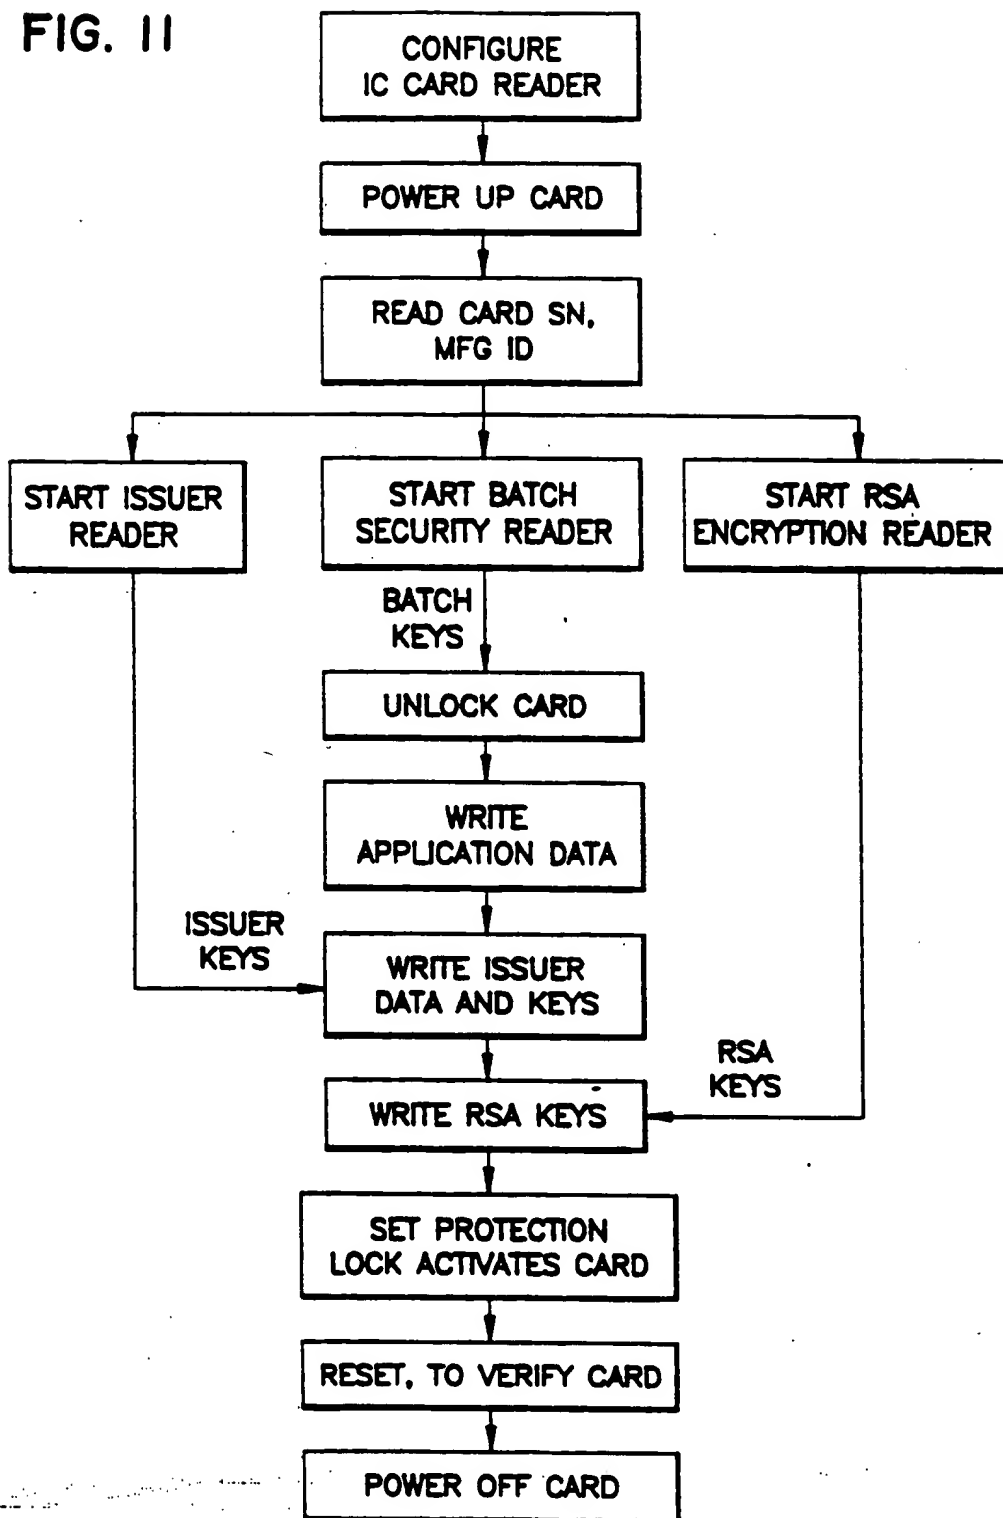 FIG. 11
CONFIGURE
IC CARD READER
POWER UP CARD
READ CARD SN,
MFG ID
START ISSUER
READER
START BATCH
SECURITY READER
START RSA
ENCRYPTION READER
BATCH
KEYS
UNLOCK CARD
WRITE
APPLICATION DATA
ISSUER
KEYS
WRITE ISSUER
DATA AND KEYS
RSA
KEYS
WRITE RSA KEYS
SET PROTECTION
LOCK ACTIVATES CARD
RESET, TO VERIFY CARD
POWER OFF CARD